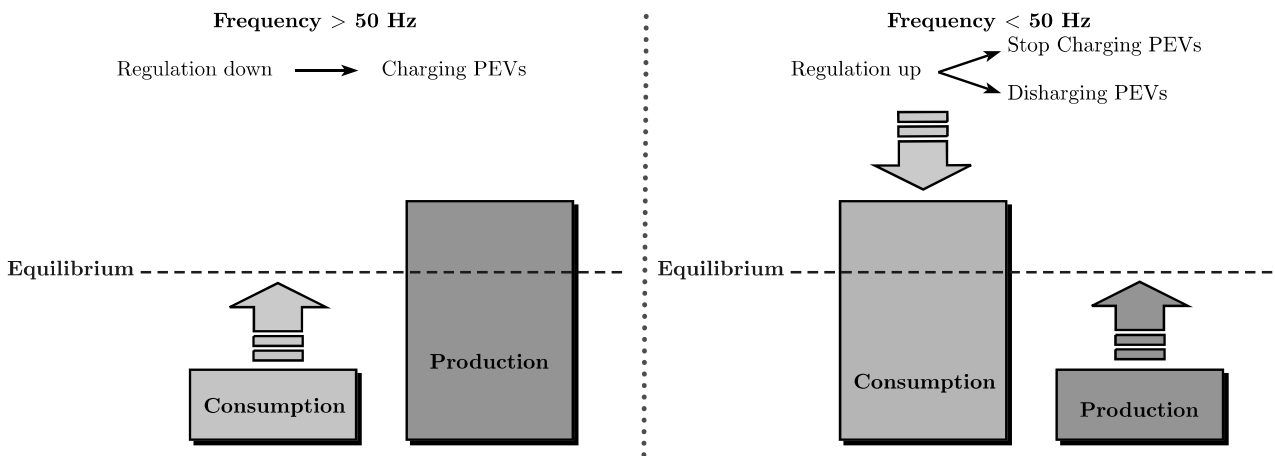 Frequency > 50 Hz
Regulation down
Charging PEVs
Equilibrium
Production
Consumption
Frequency < 50 Hz
Stop Charging PEVs
Regulation up
Disharging PEVs
Equilibrium
Consumption
Production